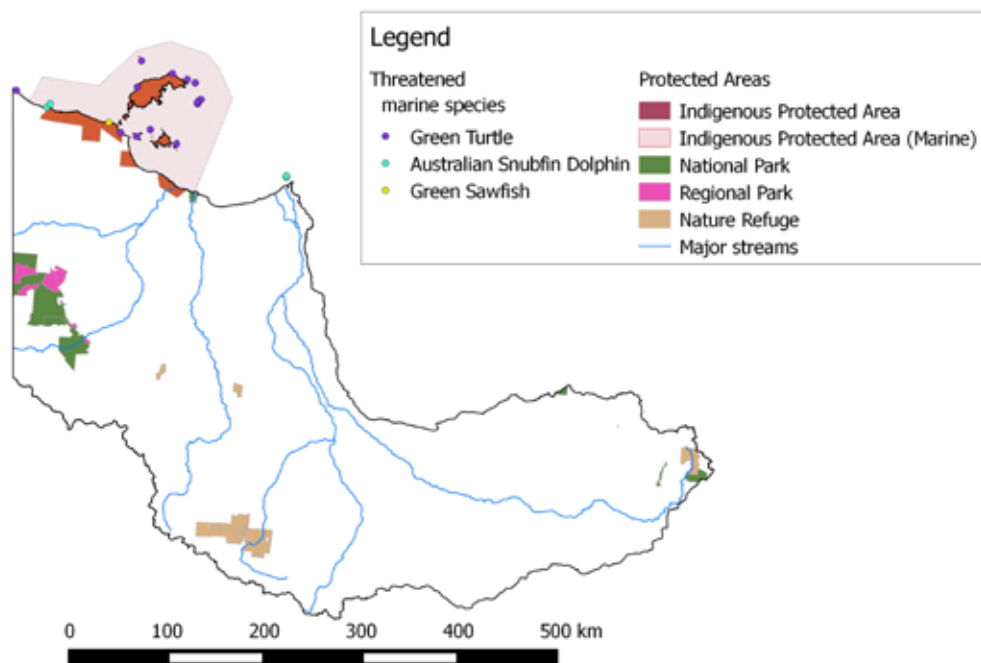 Legend
Threatened
marine species
Green Turtle
Australian Snubfin Dolphin
Green Sawfish
Protected Areas
Indigenous Protected Area
Indigenous Protected Area (Marine)
National Park
Regional Park
Nature Refuge
Major streams
0 100 200 300 400 500 km